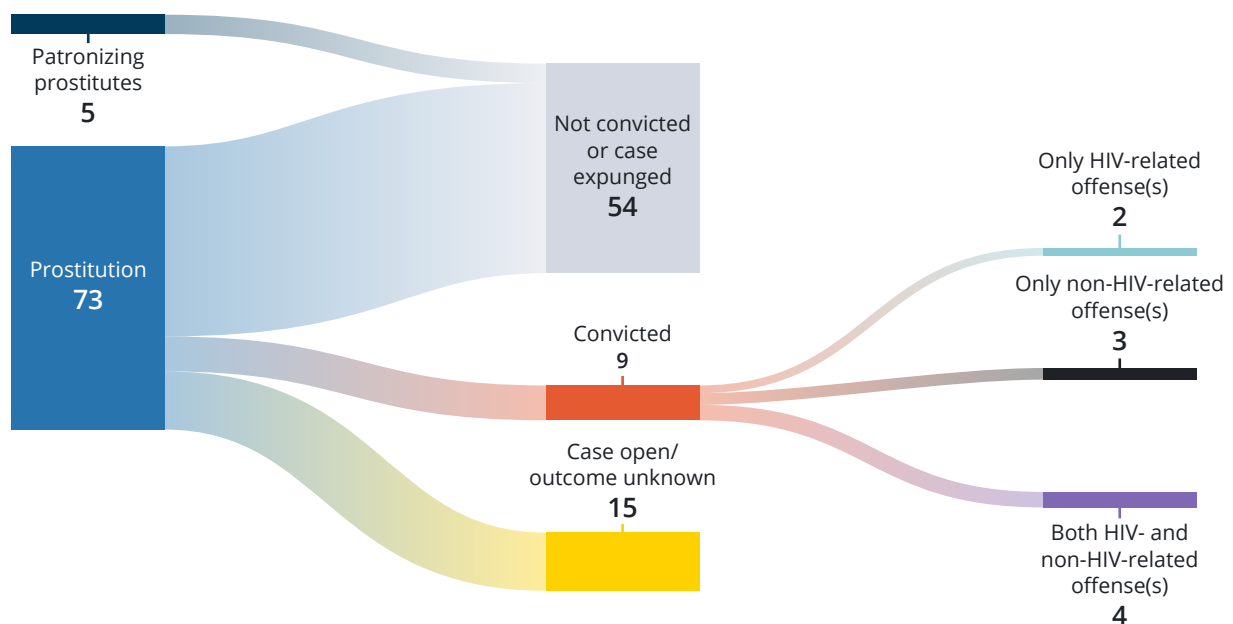 Patronizing
prostitutes
5
Prostitution
73
Not convicted
or case
expunged
54
Convicted
9
Case open/
outcome unknown
15
Only HIV-related
offense(s)
2
Only non-HIV-related
offense(s)
3
Both HIV- and
non-HIV-related
offense(s)
4